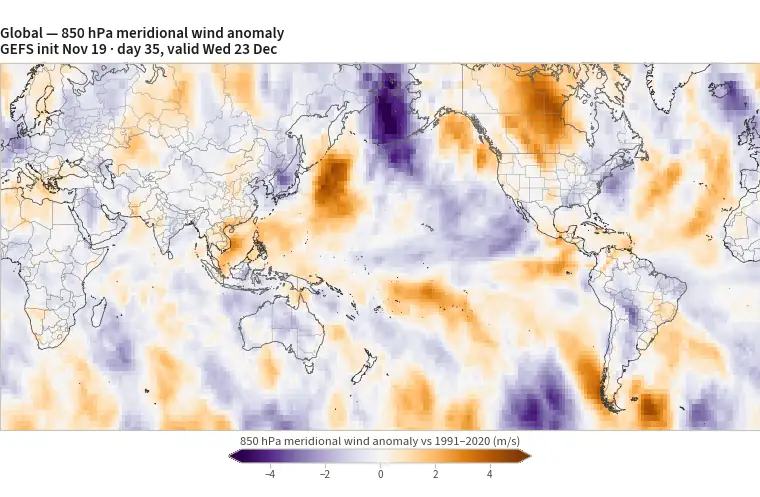 Global — 850 hPa meridional wind anomaly
GEFS init Nov 19 · day 35, valid Wed 23 Dec
850 hPa meridional wind anomaly vs 1991–2020 (m/s)
−4 −2 0 2 4